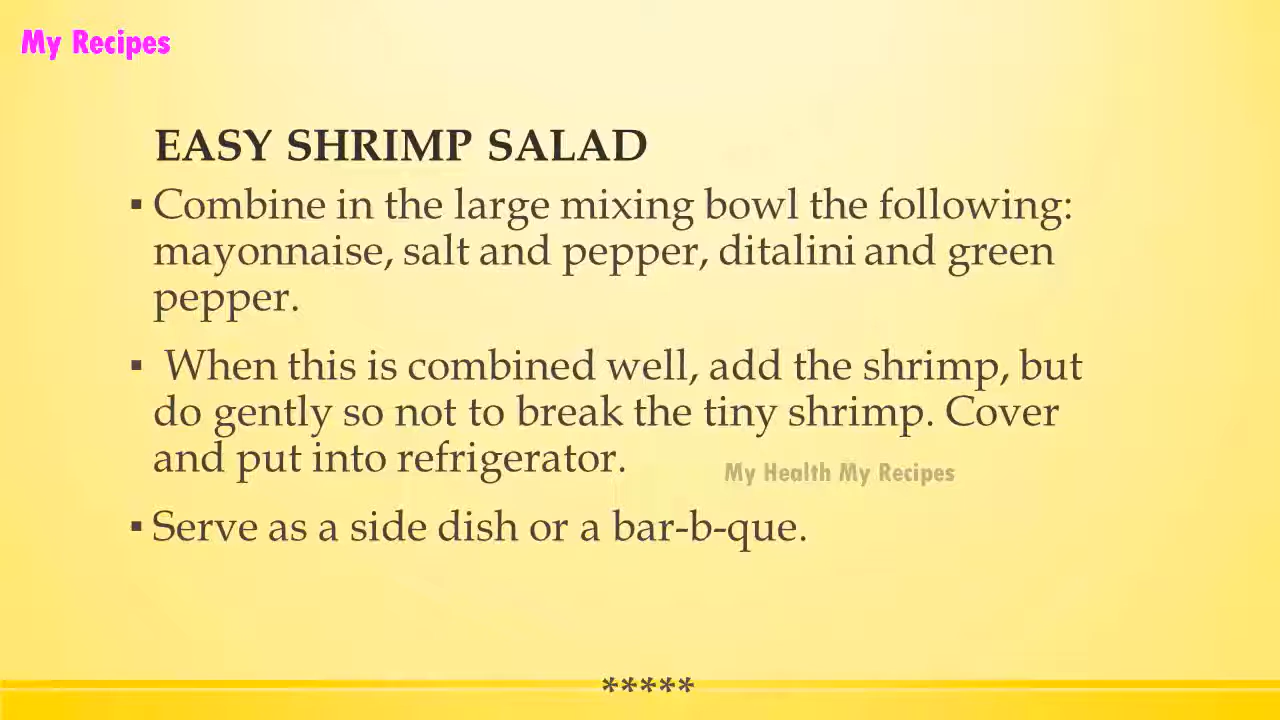 My Recipes
EASY SHRIMP SALAD
▪ Combine in the large mixing bowl the following:
mayonnaise, salt and pepper, ditalini and green
pepper.
▪ When this is combined well, add the shrimp, but
do gently so not to break the tiny shrimp. Cover
and put into refrigerator.
My Health My Recipes
▪ Serve as a side dish or a bar-b-que.
*****